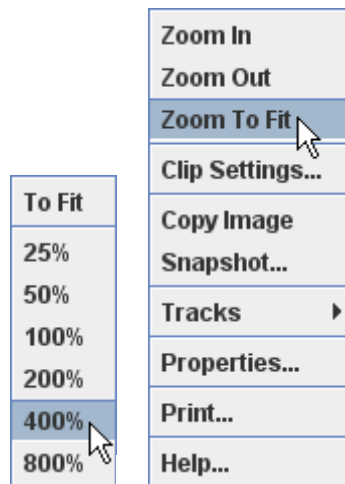 To Fit
25%
50%
100%
200%
400%
800%
Zoom In
Zoom Out
Zoom To Fit
Clip Settings...
Copy Image
Snapshot...
Tracks
Properties...
Print...
Help...